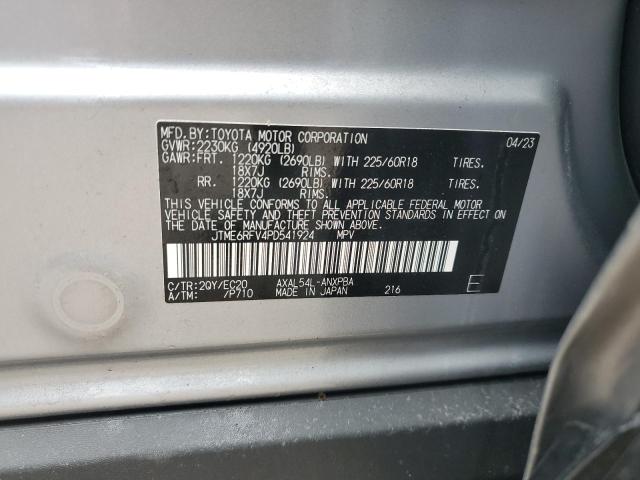 MFD.BY:TOYOTA MOTOR CORPORATION 04/23
GVWR:2230KG (4920LB)
GAWR:FRT. 1220KG (2690LB) WITH 225/60R18 TIRES.
18X7J RIMS.
RR. 1220KG (2690LB) WITH 225/60R18 TIRES.
18X7J RIMS.
THIS VEHICLE CONFORMS TO ALL APPLICABLE FEDERAL MOTOR
VEHICLE SAFETY AND THEFT PREVENTION STANDARDS IN EFFECT ON
THE DATE OF MANUFACTURE SHOWN ABOVE.
JTME6RFV4PD541924 MPV
C/TR:2QY/EC20 AXAL54L-ANXPBA E
A/TM: /P710 MADE IN JAPAN 216